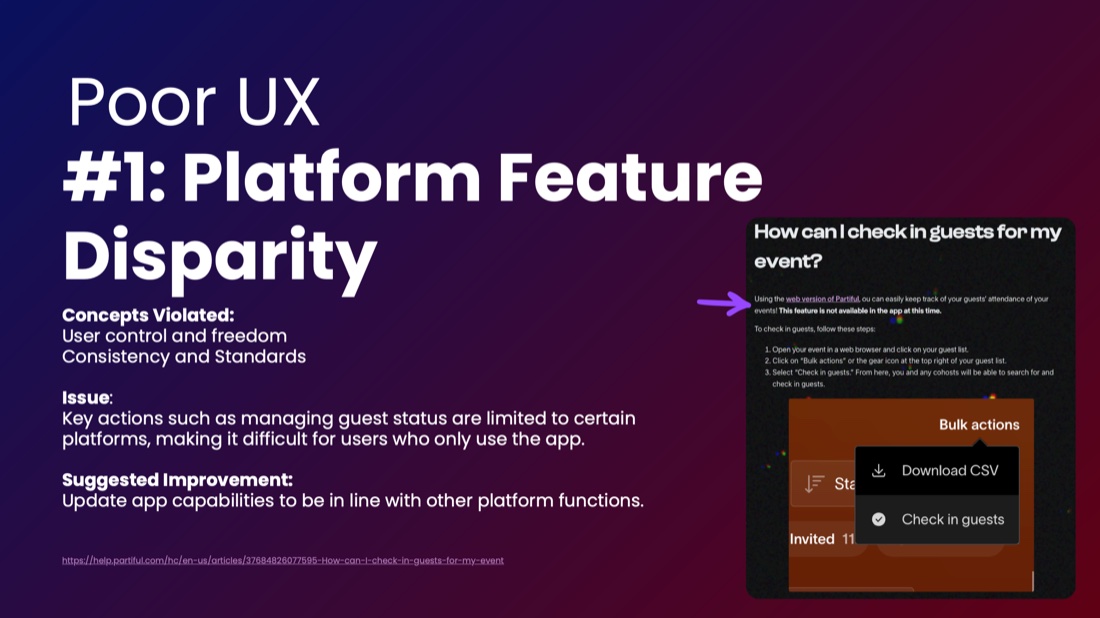 Poor UX
#1: Platform Feature
Disparity
Concepts Violated:
User control and freedom
Consistency and Standards
Issue:
Key actions such as managing guest status are limited to certain
platforms, making it difficult for users who only use the app.
Suggested Improvement:
Update app capabilities to be in line with other platform functions.
https://help.partiful.com/hc/en-us/articles/37684826077595-How-can-I-check-in-guests-for-my-event
How can I check in guests for my
event?
Using the web version of Partiful, ou can easily keep track of your guests' attendance of your
events! This feature is not available in the app at this time.
To check in guests, follow these steps:
1. Open your event in a web browser and click on your guest list.
2. Click on "Bulk actions" or the gear icon at the top right of your guest list.
3. Select "Check in guests." From here, you and any cohosts will be able to search for and
check in guests.
Bulk actions
Download CSV
Sta
Check in guests
Invited 11